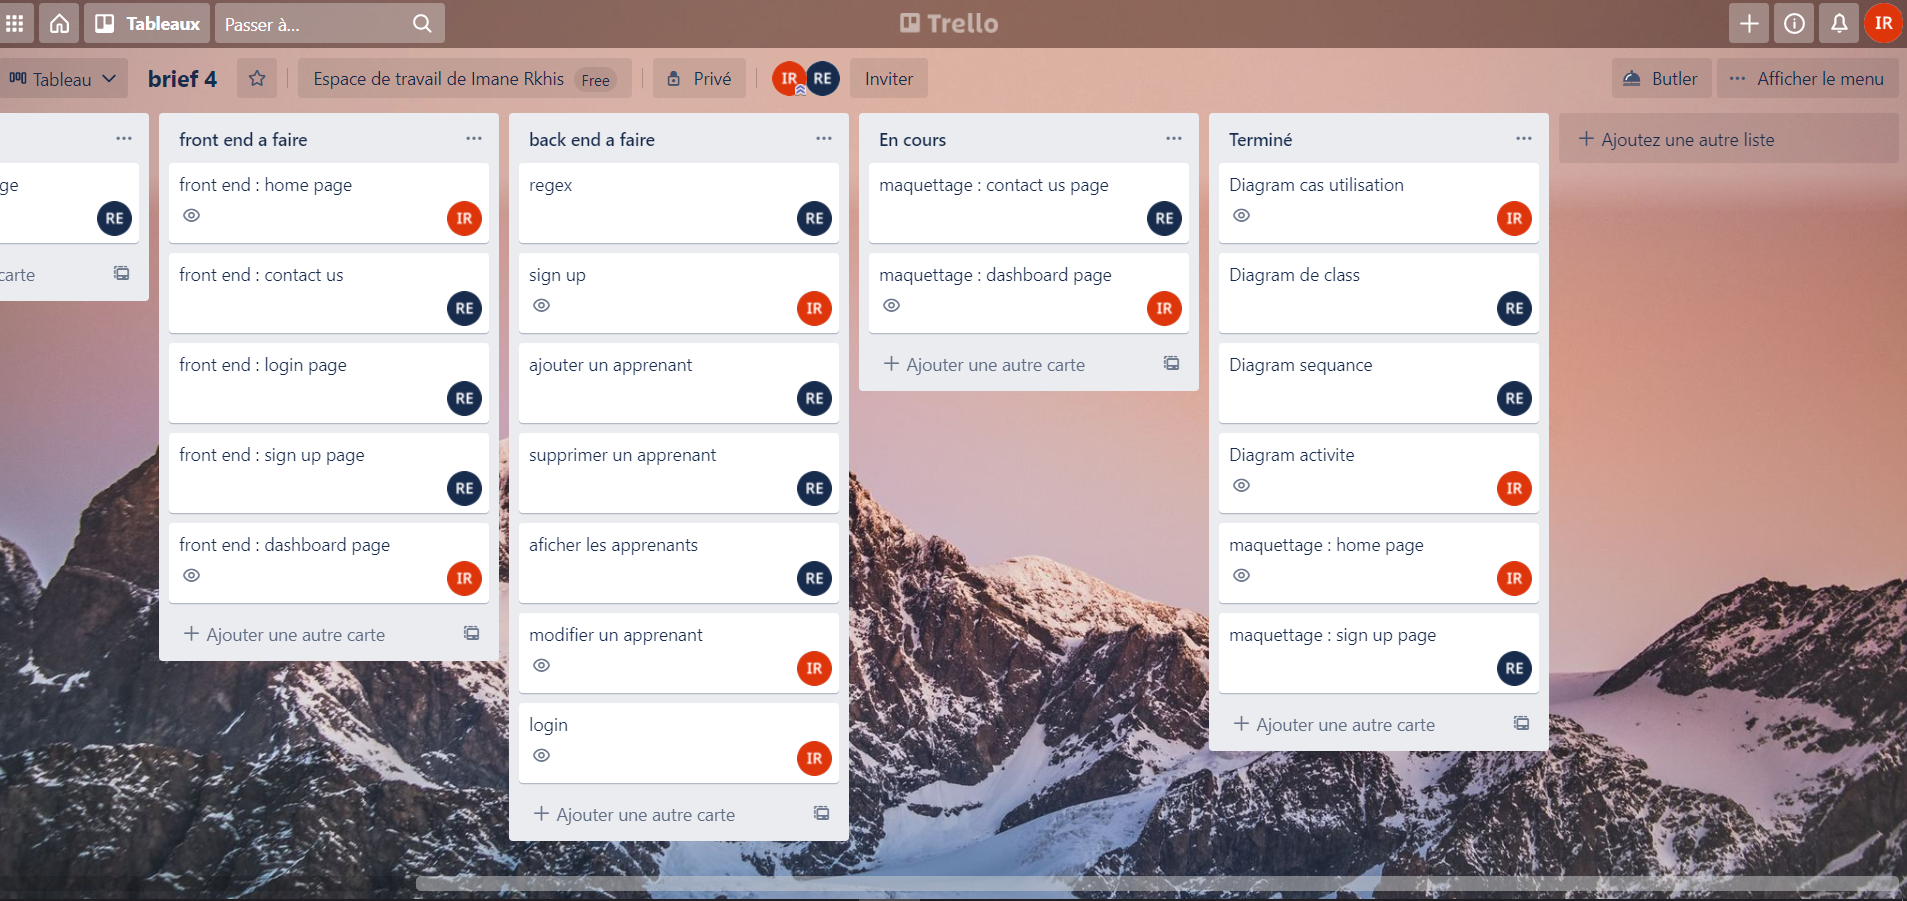 Tableaux
Passer à...
Trello
IR
Tableau
brief 4
Espace de travail de Imane Rkhis Free
Privé
IR RE
Inviter
Butler
Afficher le menu
ge
RE
carte
front end a faire
front end : home page
IR
front end : contact us
RE
front end : login page
RE
front end : sign up page
RE
front end : dashboard page
IR
Ajouter une autre carte
back end a faire
regex
RE
sign up
IR
ajouter un apprenant
RE
supprimer un apprenant
RE
aficher les apprenants
RE
modifier un apprenant
IR
login
IR
Ajouter une autre carte
En cours
maquettage : contact us page
RE
maquettage : dashboard page
IR
Ajouter une autre carte
Terminé
Diagram cas utilisation
IR
Diagram de class
RE
Diagram sequance
RE
Diagram activite
IR
maquettage : home page
IR
maquettage : sign up page
RE
Ajouter une autre carte
Ajoutez une autre liste